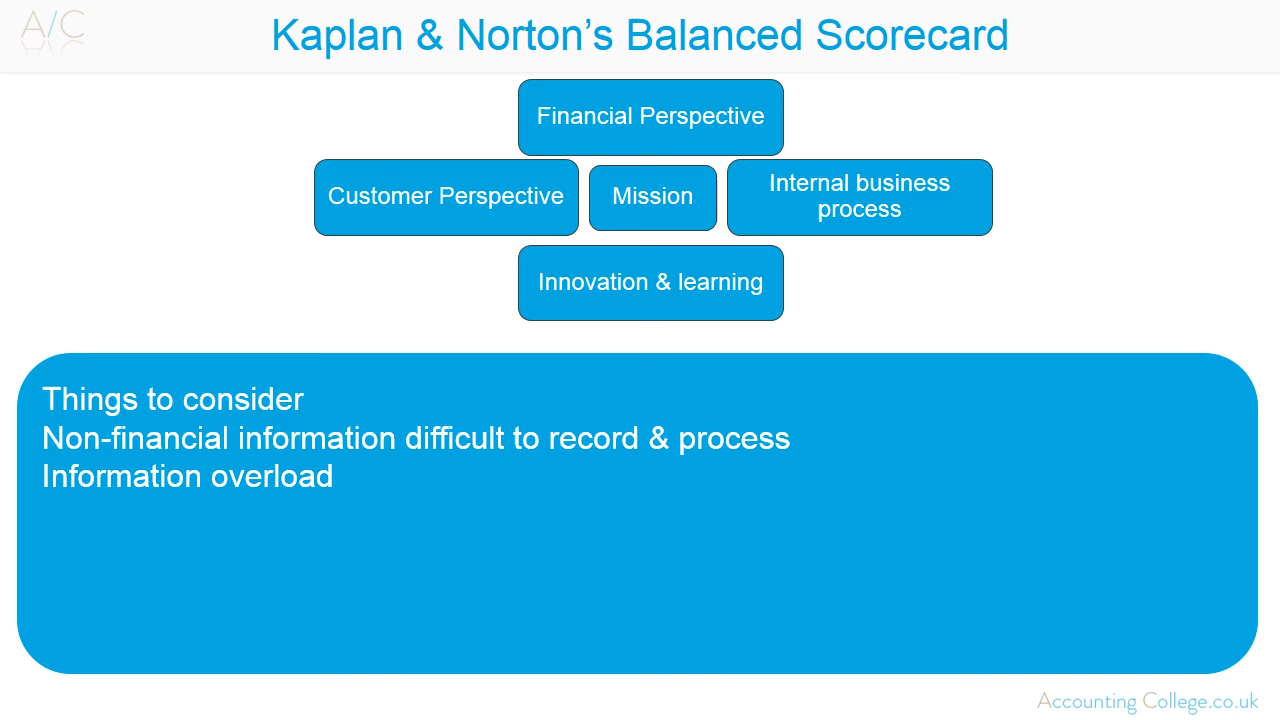 A/C
Kaplan & Norton’s Balanced Scorecard
Financial Perspective
Customer Perspective
Mission
Internal business
process
Innovation & learning
Things to consider
Non-financial information difficult to record & process
Information overload
Accounting College.co.uk